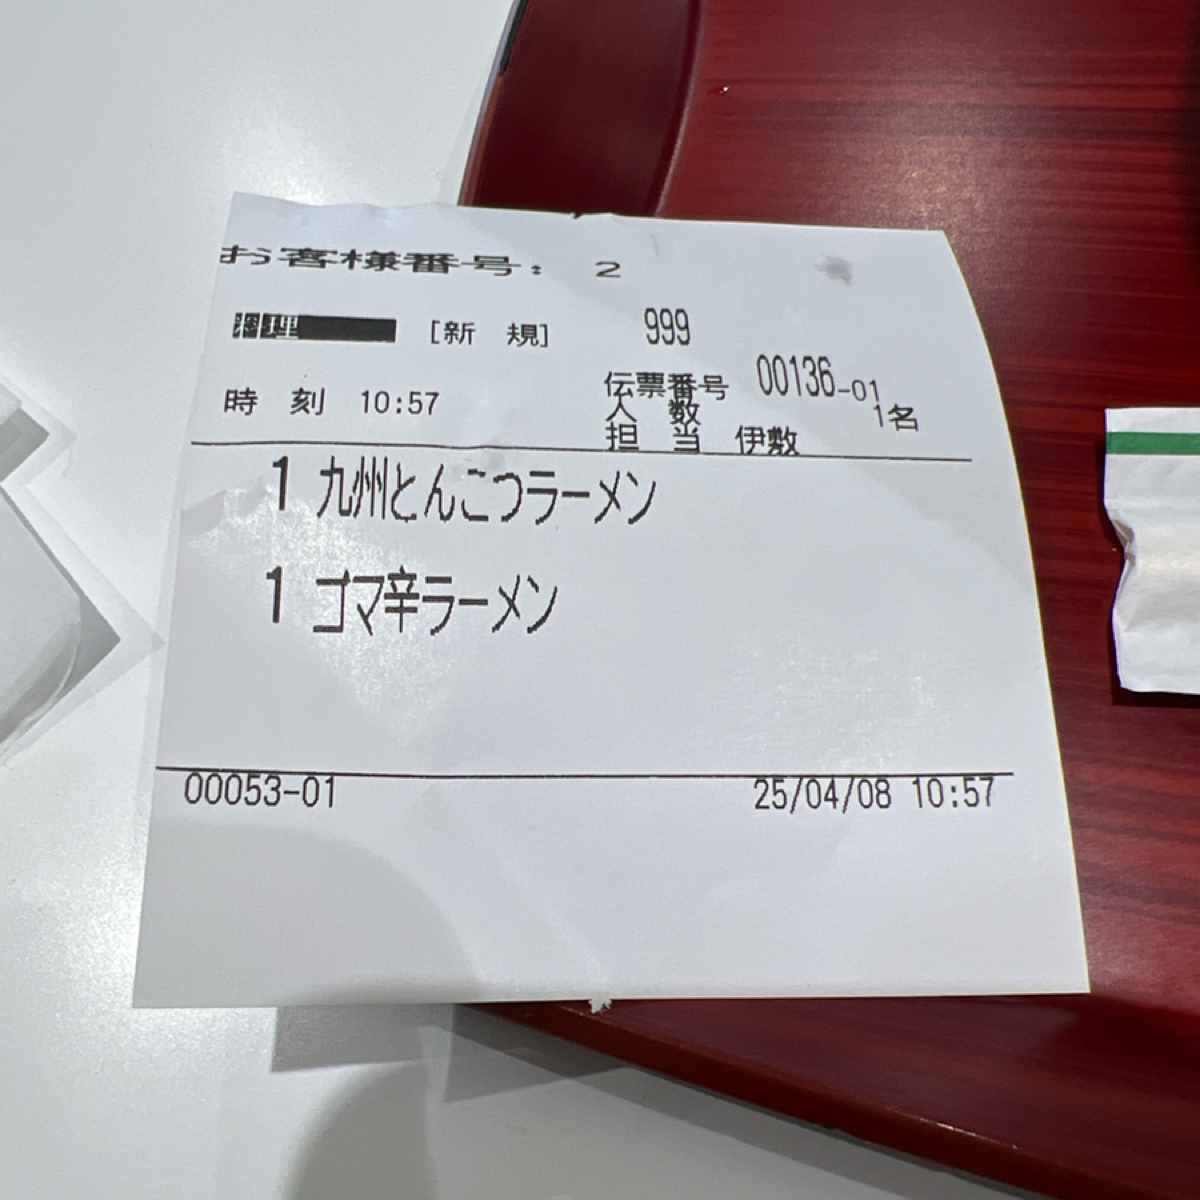 お客様番号: 2
調理 [新 規] 999
伝票番号 00136-01
時 刻 10:57
人 数 1名
担 当 伊敷
1 九州とんこつラーメン
1 ゴマ辛ラーメン
00053-01 25/04/08 10:57